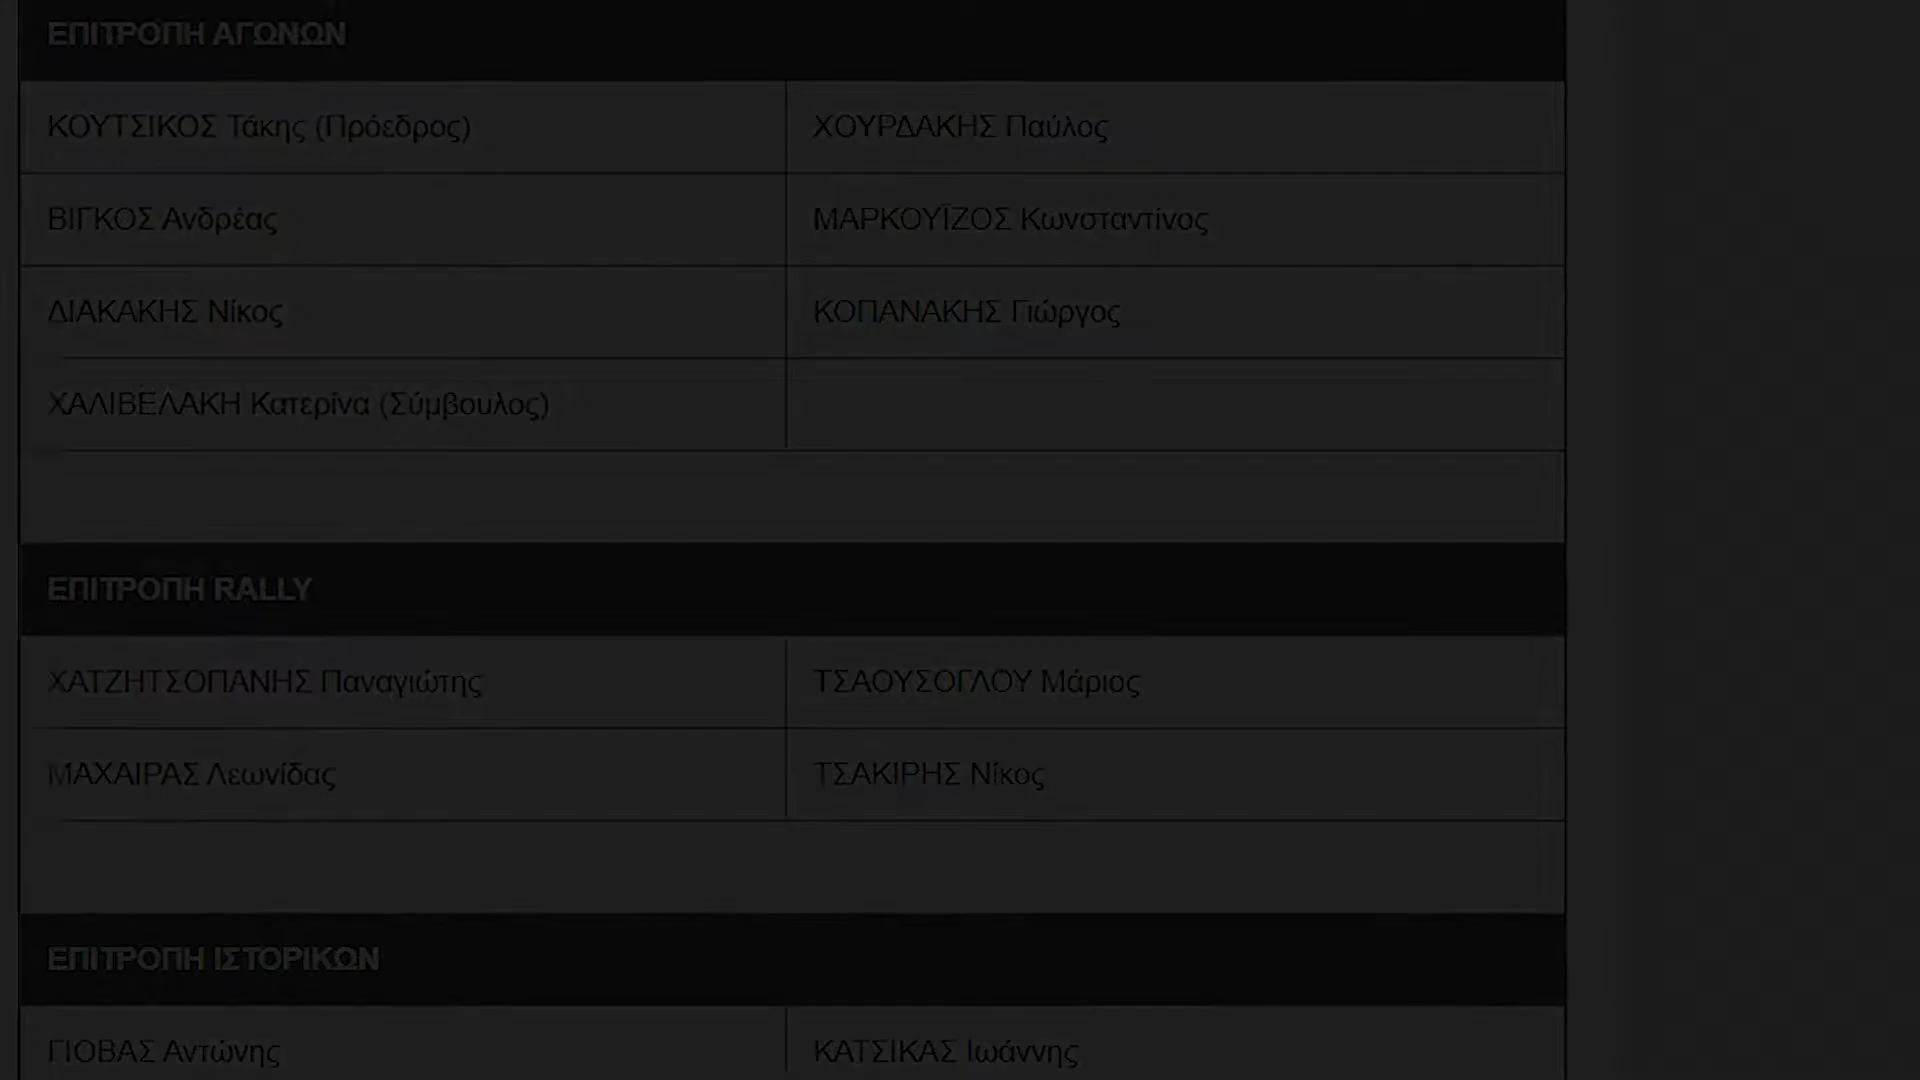 ΕΠΙΤΡΟΠΗ ΑΓΩΝΩΝ
ΚΟΥΤΣΙΚΟΣ Τάκης (Πρόεδρος) ΧΟΥΡΔΑΚΗΣ Παύλος
ΒΙΓΚΟΣ Ανδρέας ΜΑΡΚΟΥΪΖΟΣ Κωνσταντίνος
ΔΙΑΚΑΚΗΣ Νίκος ΚΟΠΑΝΑΚΗΣ Γιώργος
ΧΑΛΙΒΕΛΑΚΗ Κατερίνα (Σύμβουλος)
ΕΠΙΤΡΟΠΗ RALLY
ΧΑΤΖΗΤΣΟΠΑΝΗΣ Παναγιώτης ΤΣΑΟΥΣΟΓΛΟΥ Μάριος
ΜΑΧΑΙΡΑΣ Λεωνίδας ΤΣΑΚΙΡΗΣ Νίκος
ΕΠΙΤΡΟΠΗ ΙΣΤΟΡΙΚΩΝ
ΓΙΟΒΑΣ Αντώνης ΚΑΤΣΙΚΑΣ Ιωάννης